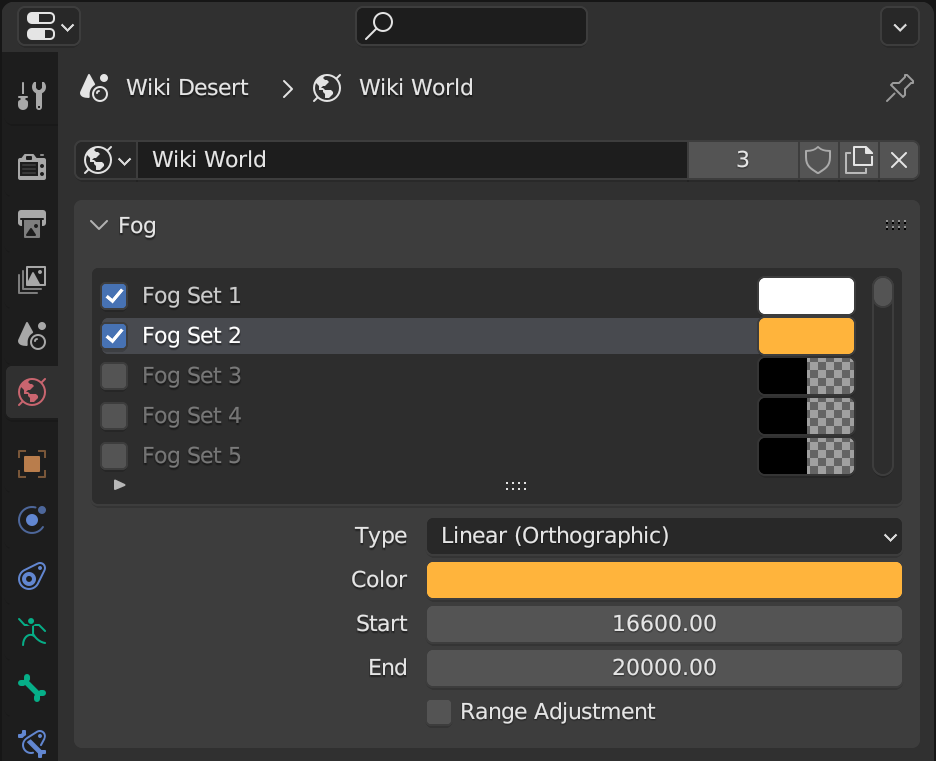 Wiki Desert > Wiki World
Wiki World 3
Fog
Fog Set 1
Fog Set 2
Fog Set 3
Fog Set 4
Fog Set 5
Type Linear (Orthographic)
Color
Start 16600.00
End 20000.00
Range Adjustment